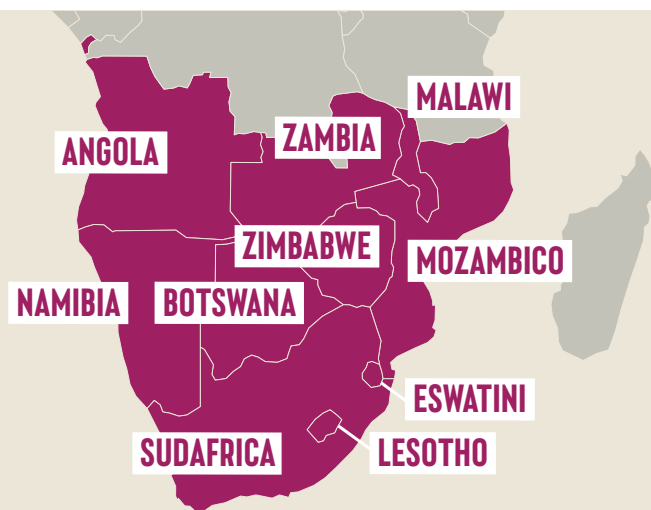 MALAWI
ZAMBIA
ANGOLA
ZIMBABWE
MOZAMBICO
NAMIBIA
BOTSWANA
ESWATINI
SUDAFRICA
LESOTHO